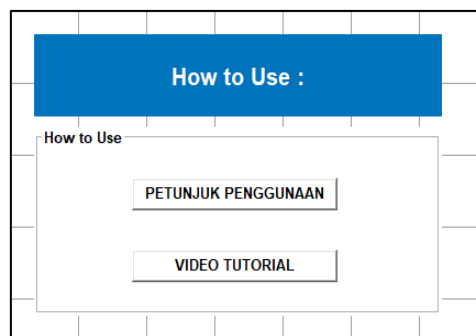 How to Use :
How to Use
PETUNJUK PENGGUNAAN
VIDEO TUTORIAL